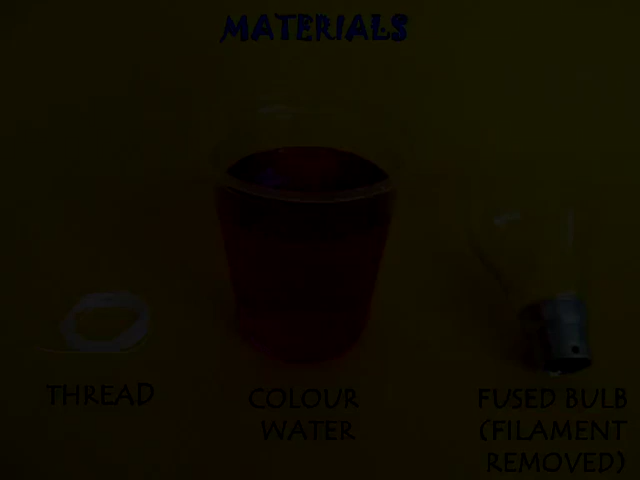 MATERIALS
THREAD
COLOUR
WATER
FUSED BULB
(FILAMENT
REMOVED)